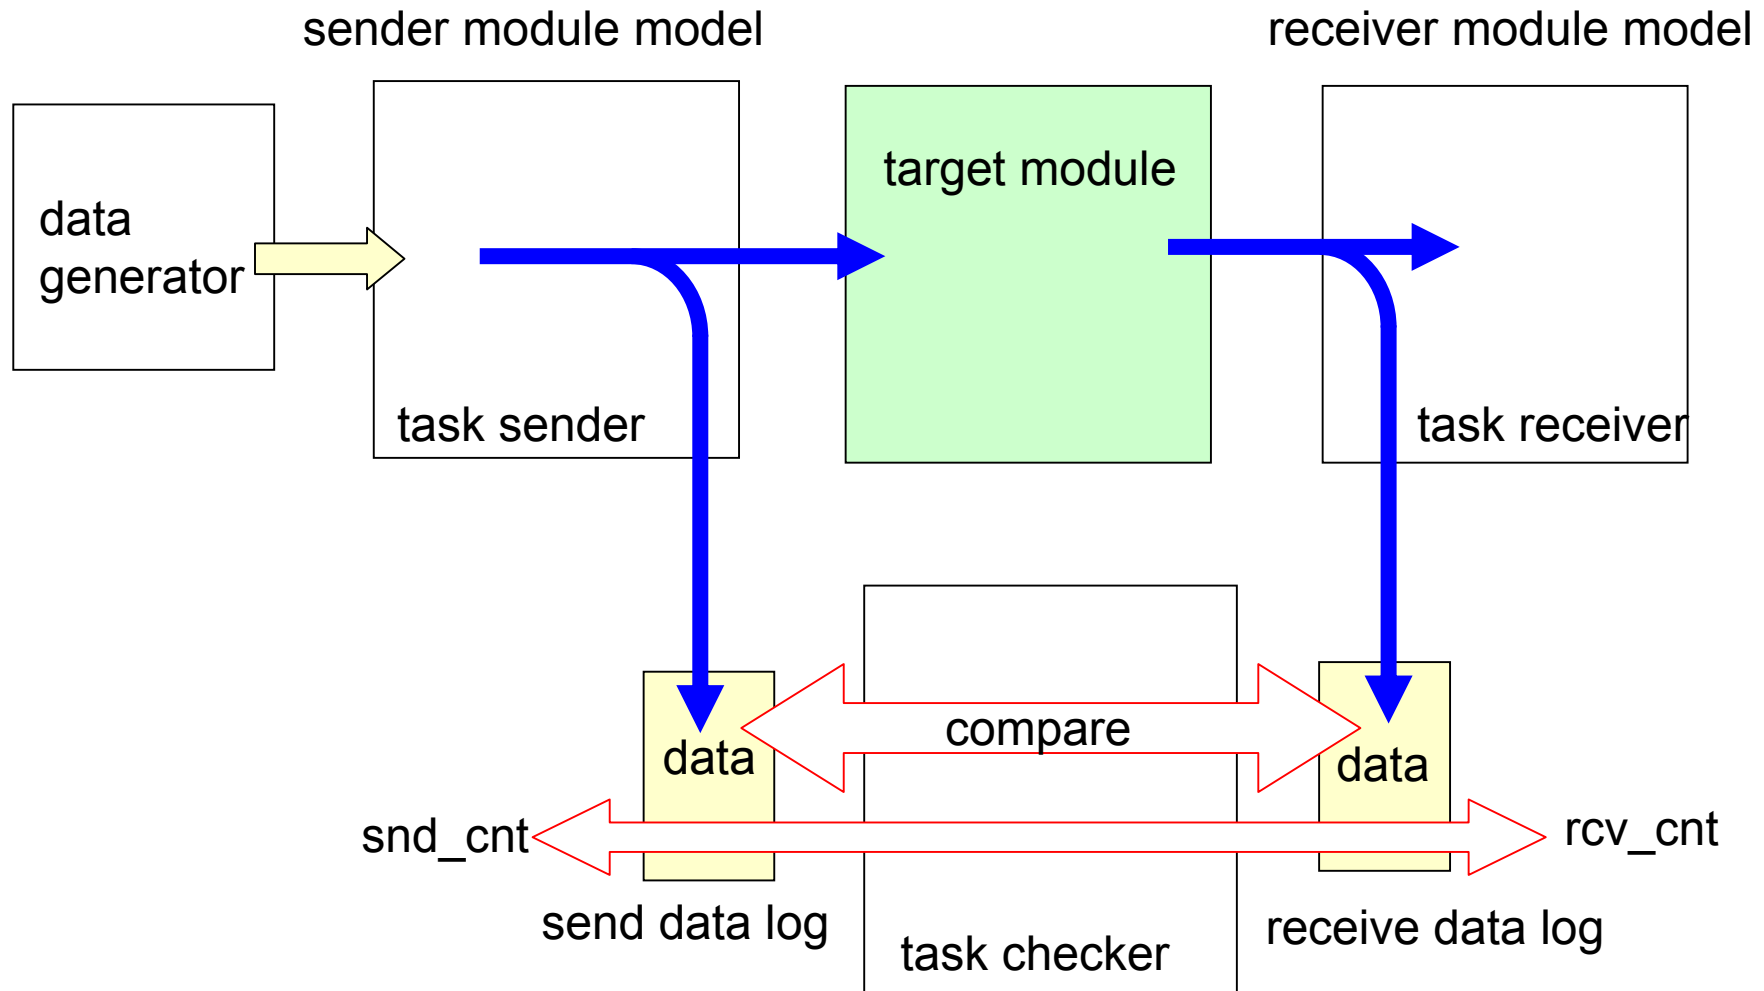 sender module model
receiver module model
data
generator
target module
task sender
task receiver
compare
data
data
snd_cnt
rcv_cnt
send data log
receive data log
task checker